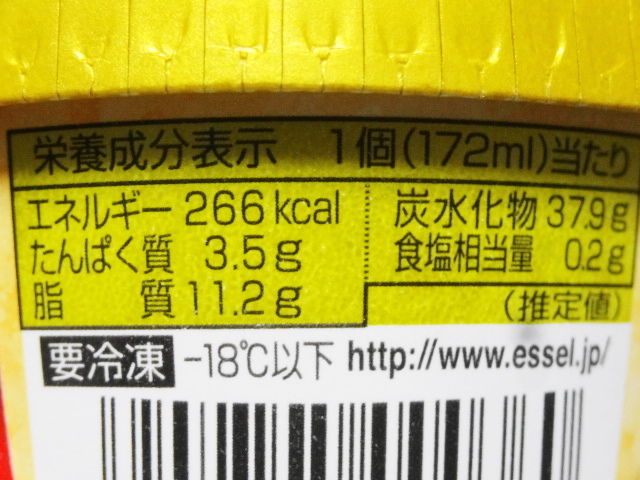 栄養成分表示 1個(172ml)当たり
エネルギー 266kcal 炭水化物 37.9g
たんぱく質 3.5g 食塩相当量 0.2g
脂質 11.2g (推定値)
要冷凍 -18℃以下 http://www.essel.jp/